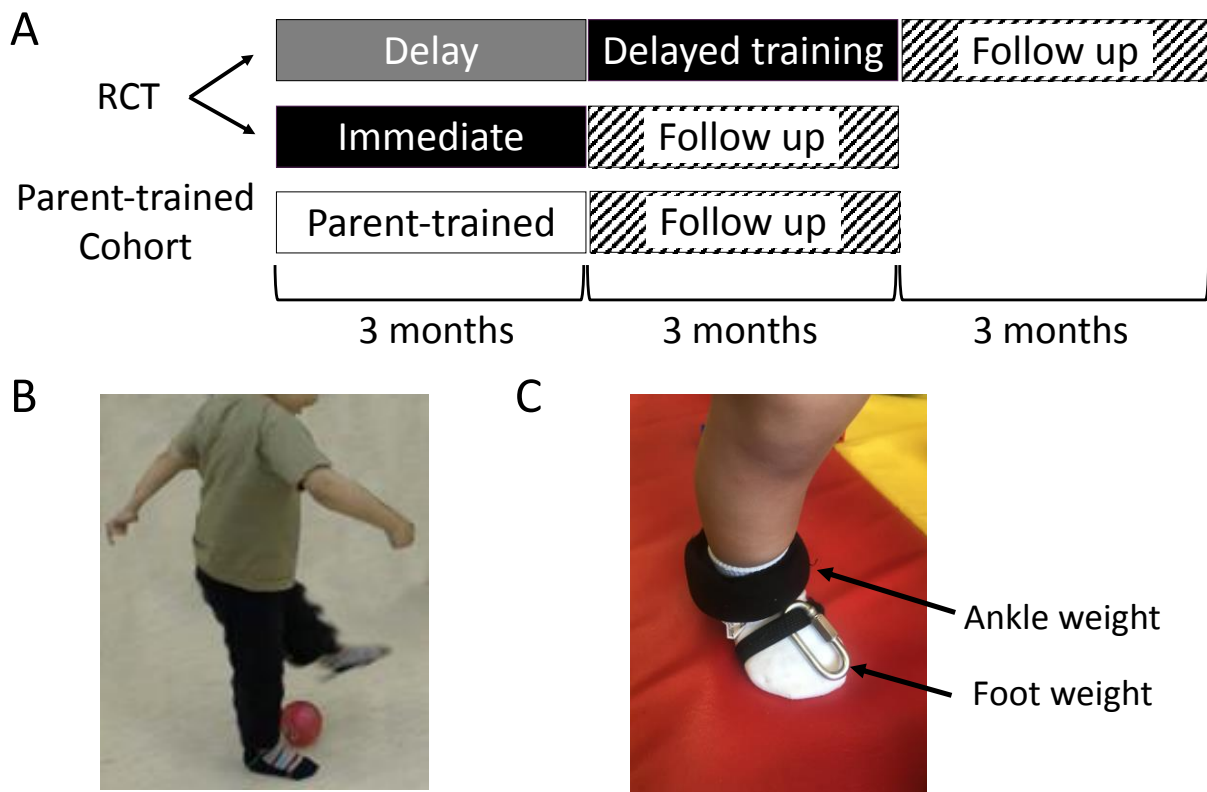 A
RCT
Delay
Delayed training
Follow up
Immediate
Follow up
Parent-trained
Cohort
Parent-trained
Follow up
3 months
3 months
3 months
B
C
Ankle weight
Foot weight